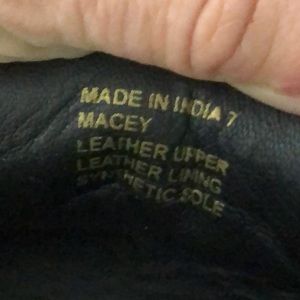 MADE IN INDIA 7
MACEY
LEATHER UPPER
LEATHER LINING
SYNTHETIC SOLE